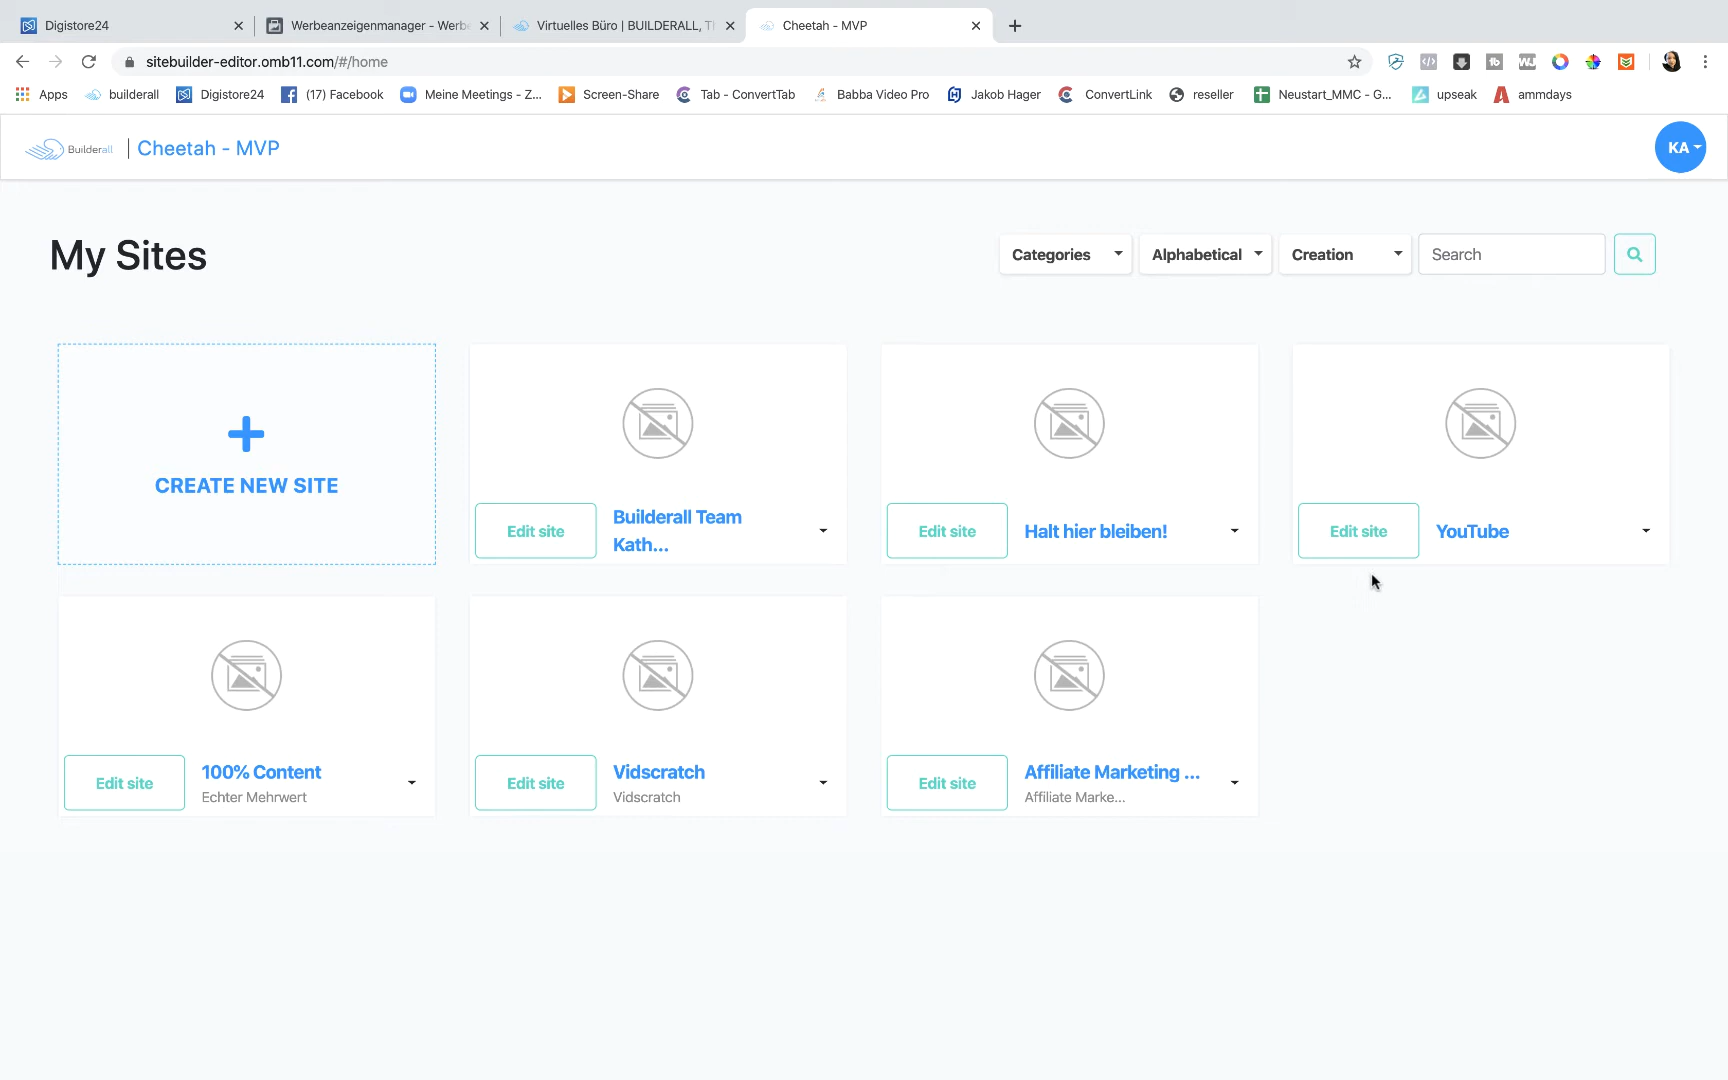 Digistore24
Werbeanzeigenmanager - Werbe
Virtuelles Büro | BUILDERALL, Tl
Cheetah - MVP
sitebuilder-editor.omb11.com/#/home
Apps
builderall
Digistore24
(17) Facebook
Meine Meetings - Z...
Screen-Share
Tab - ConvertTab
Babba Video Pro
Jakob Hager
ConvertLink
reseller
Neustart_MMC - G...
upseak
ammdays
Builderall
Cheetah - MVP
KA
My Sites
Categories
Alphabetical
Creation
Search
CREATE NEW SITE
Edit site
Builderall Team
Kath...
Edit site
Halt hier bleiben!
Edit site
YouTube
Edit site
100% Content
Echter Mehrwert
Edit site
Vidscratch
Vidscratch
Edit site
Affiliate Marketing ...
Affiliate Marke...